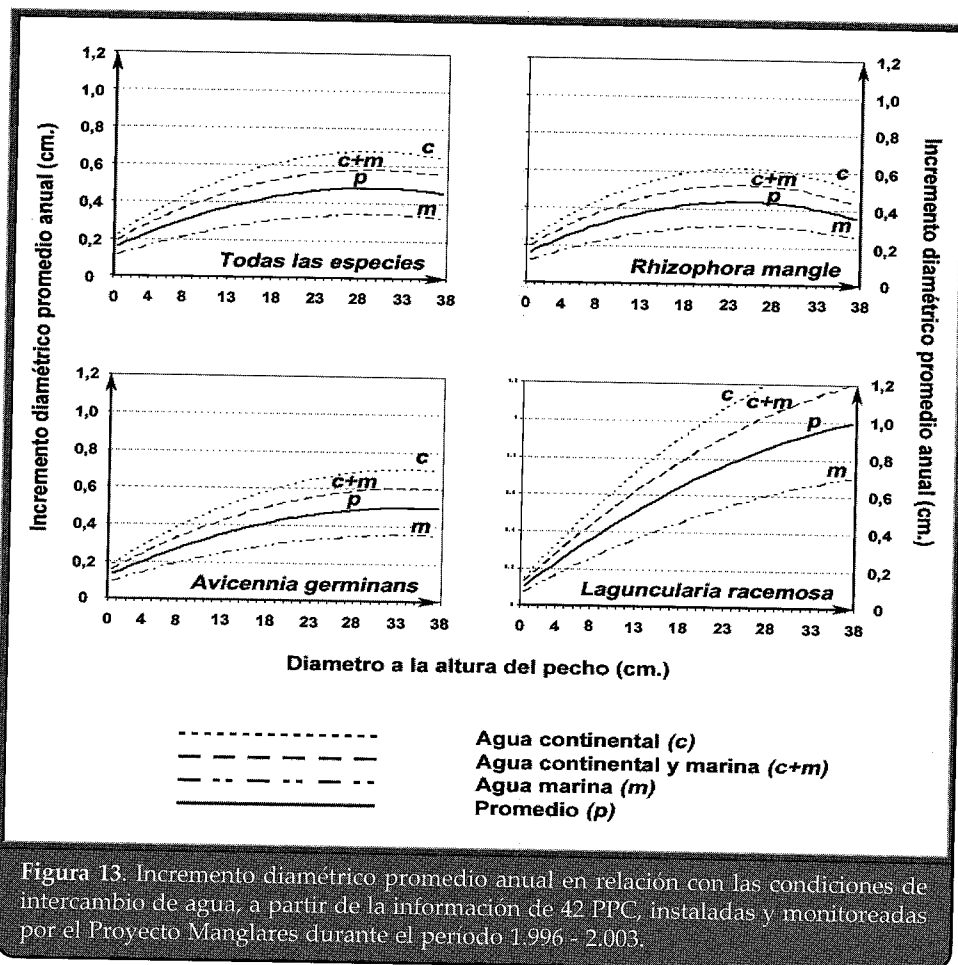 1,2
1,0
0,8
0,6
0,4
0,2
0
c
c+m
p
m
Todas las especies
0 4 8 13 18 23 28 33 38
1,2
1,0
0,8
0,6
0,4
0,2
0
c
c+m
p
m
Rhizophora mangle
0 4 8 13 18 23 28 33 38
Incremento diamétrico promedio anual (cm.)
Incremento diamétrico promedio anual (cm.)
1,2
1,0
0,8
0,6
0,4
0,2
0
c
c+m
p
m
Avicennia germinans
0 4 8 13 18 23 28 33 38
1,2
1,0
0,8
0,6
0,4
0,2
0
c
c+m
p
m
Laguncularia racemosa
0 4 8 13 18 23 28 33 38
Diametro a la altura del pecho (cm.)
Agua continental (c)
Agua continental y marina (c+m)
Agua marina (m)
Promedio (p)
Figura 13. Incremento diamétrico promedio anual en relación con las condiciones de
intercambio de agua, a partir de la información de 42 PPC, instaladas y monitoreadas
por el Proyecto Manglares durante el periodo 1.996 - 2.003.